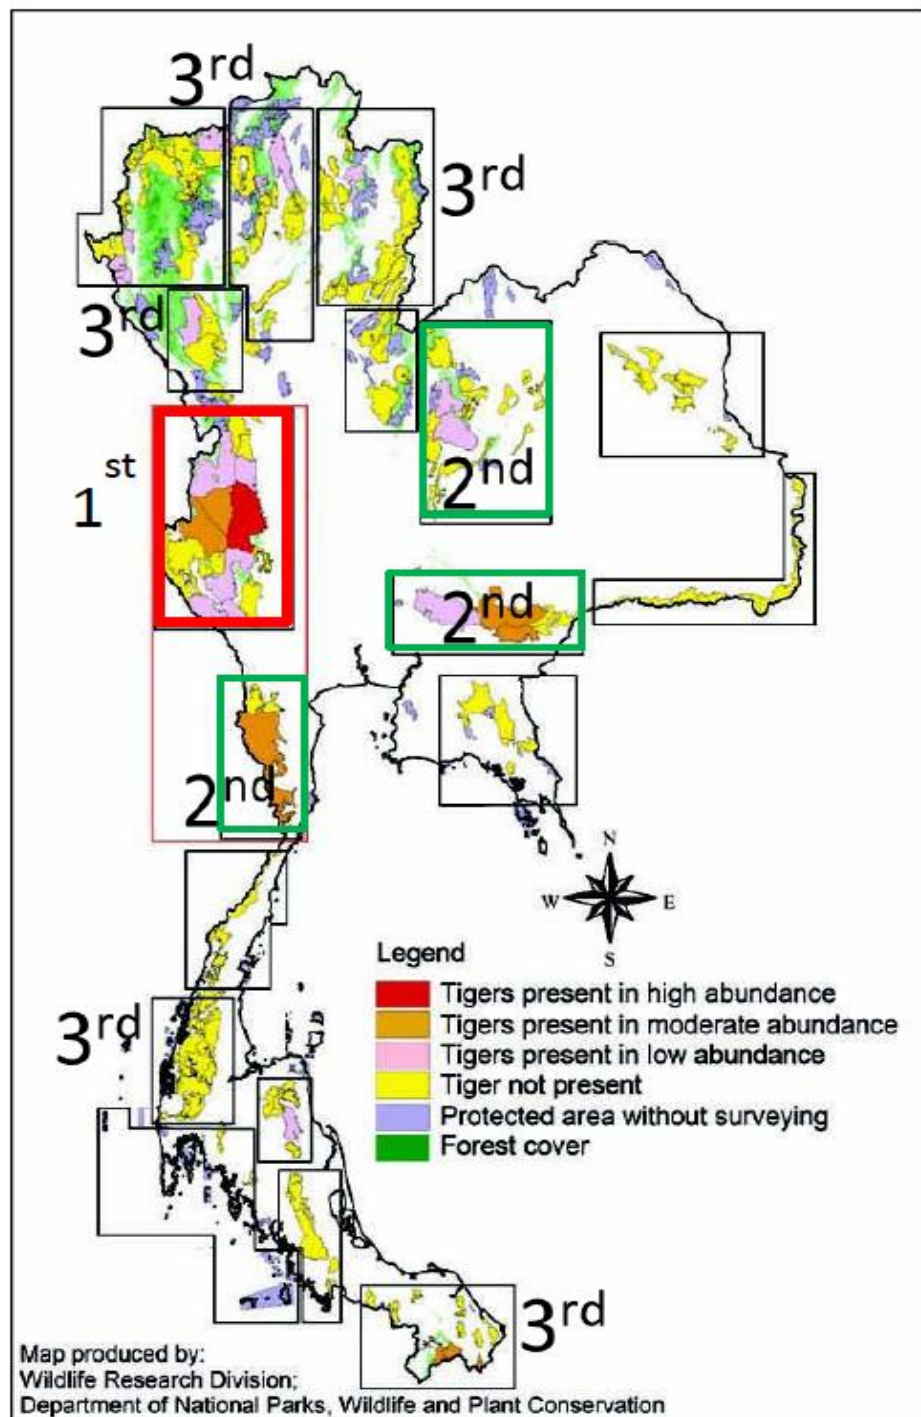 3rd
3rd
3rd
1st
2nd
2nd
2nd
N
W E
S
Legend
Tigers present in high abundance
Tigers present in moderate abundance
Tigers present in low abundance
Tiger not present
Protected area without surveying
Forest cover
3rd
3rd
Map produced by:
Wildlife Research Division;
Department of National Parks, Wildlife and Plant Conservation